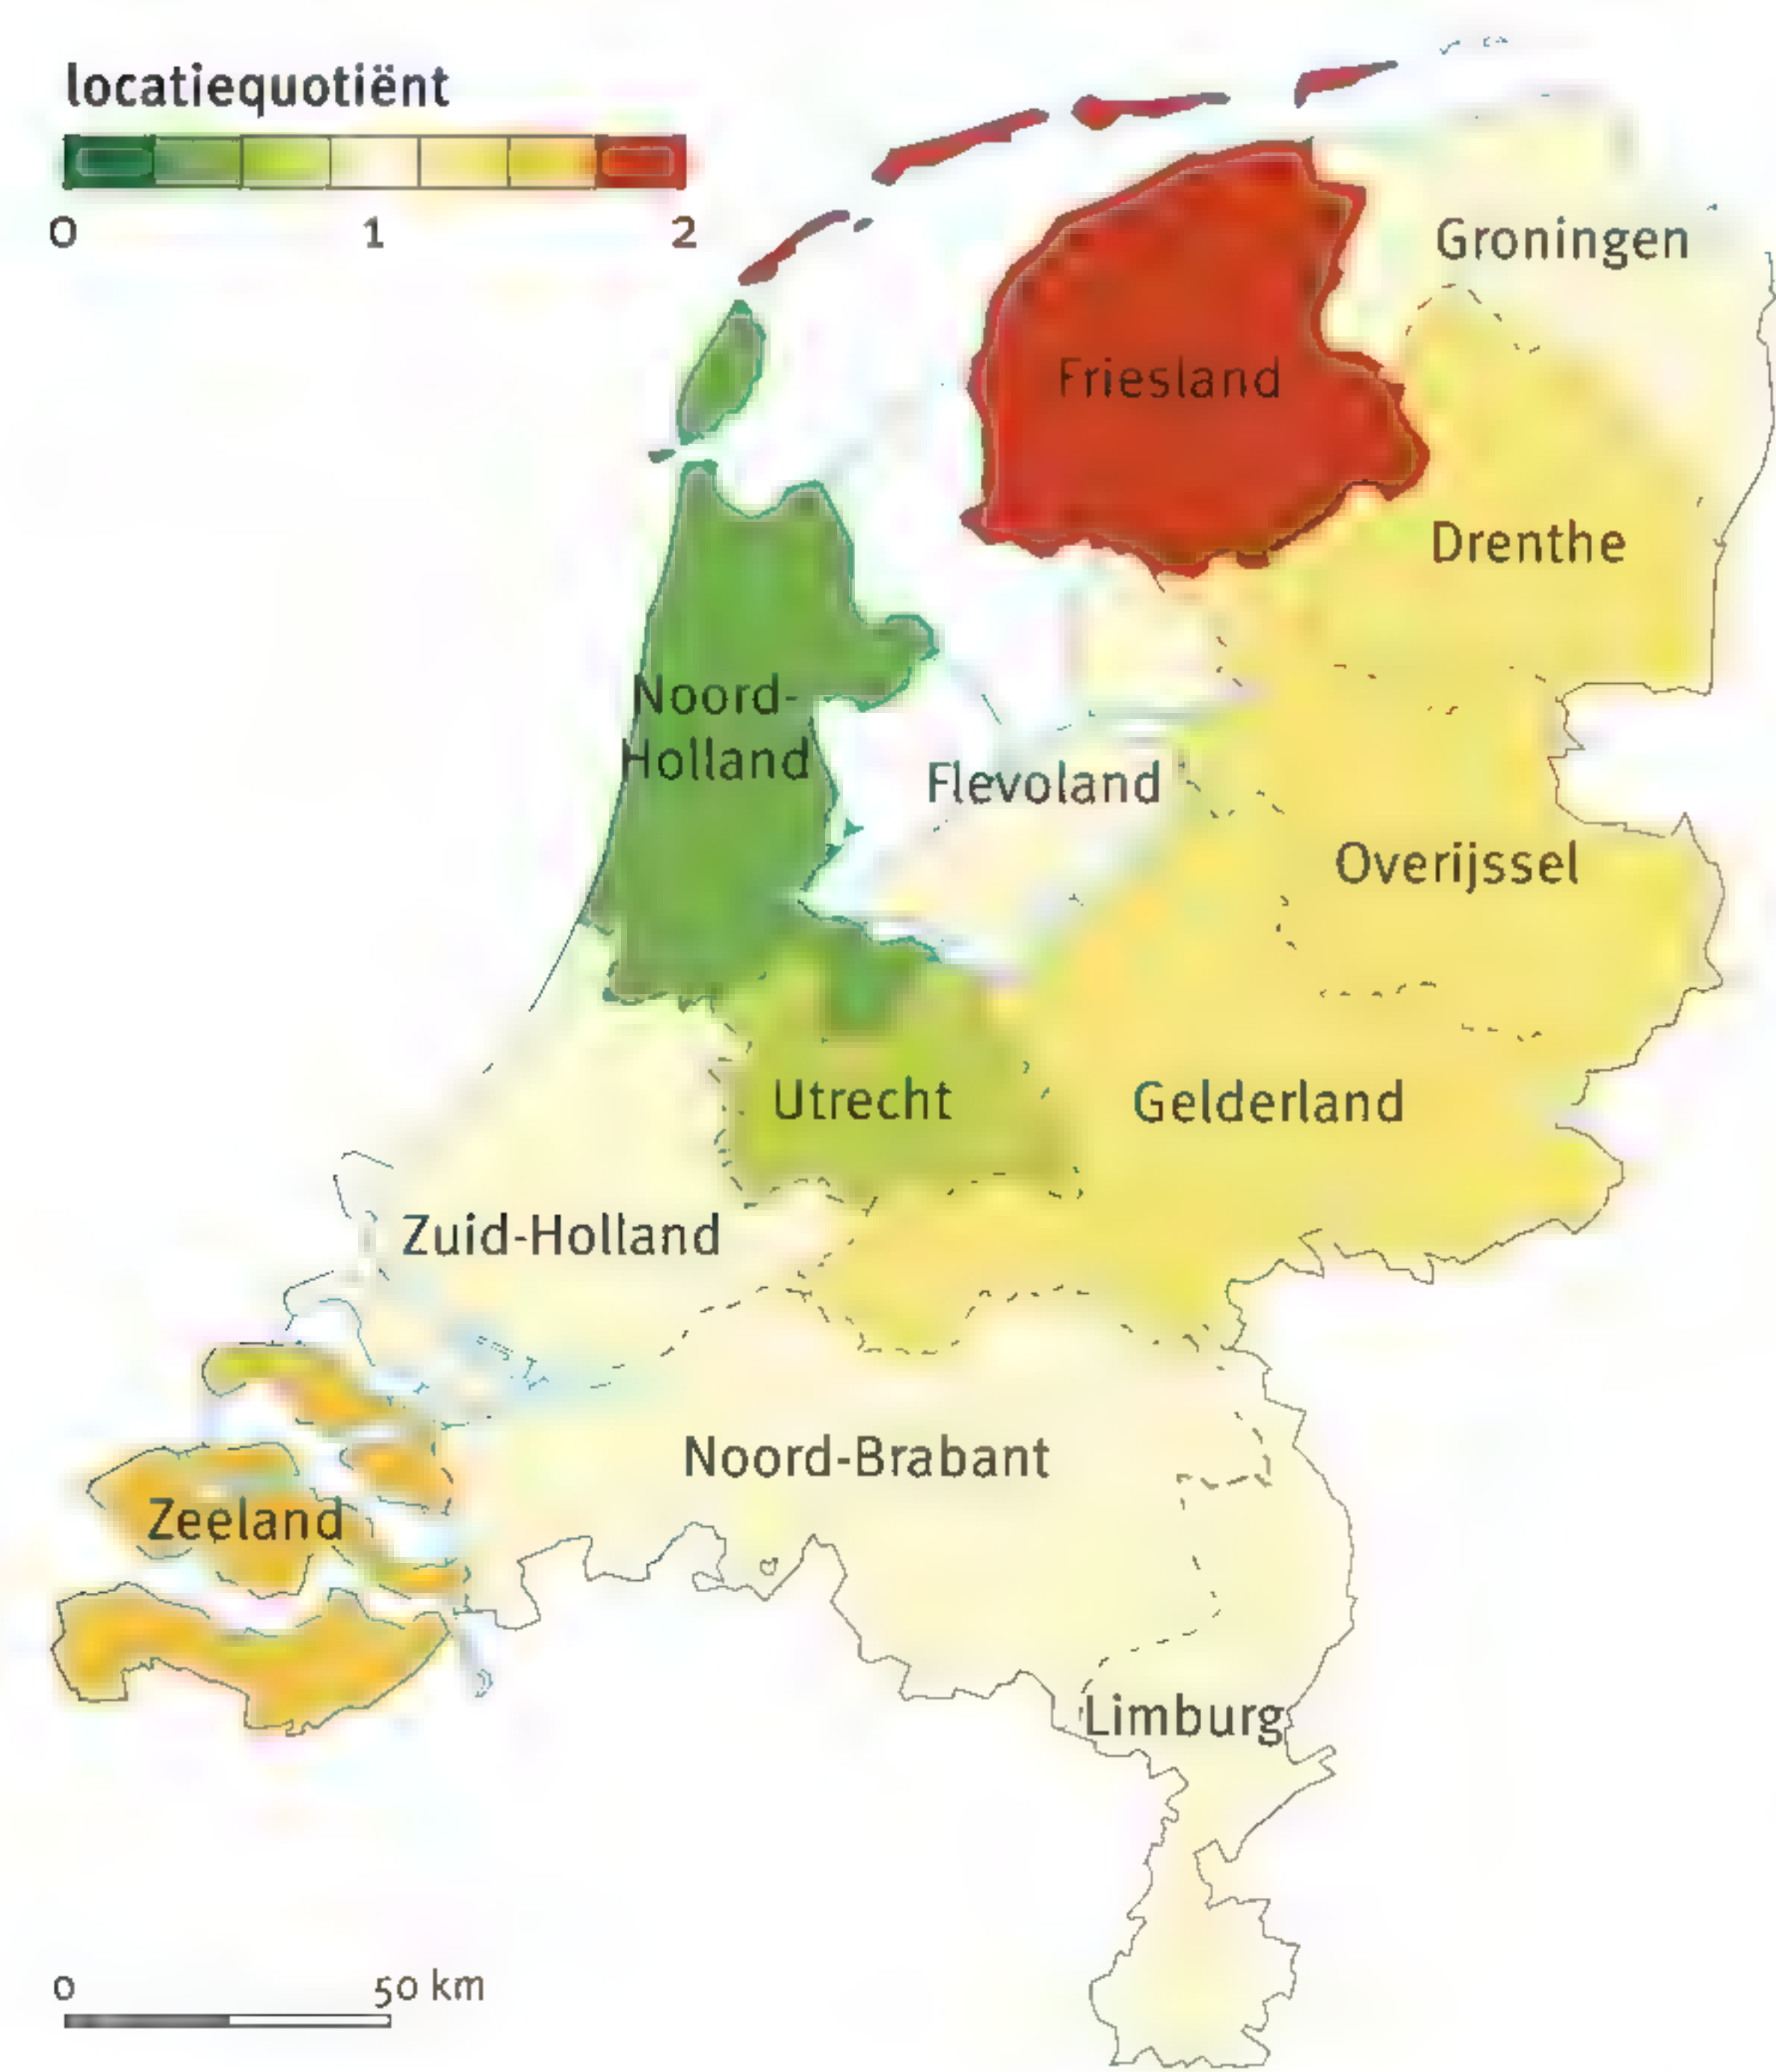 locatiequotiënt
0 1 2
Groningen
Friesland
Drenthe
Noord-
Holland
Flevoland
Overijssel
Utrecht
Gelderland
Zuid-Holland
Noord-Brabant
Zeeland
Limburg
0 50 km